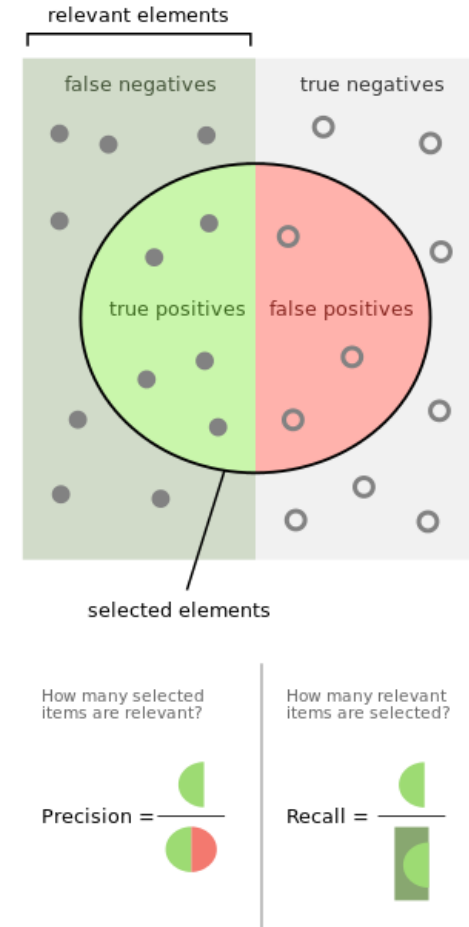 relevant elements
false negatives
true negatives
true positives
false positives
selected elements
How many selected
items are relevant?
How many relevant
items are selected?
Precision =
Recall =